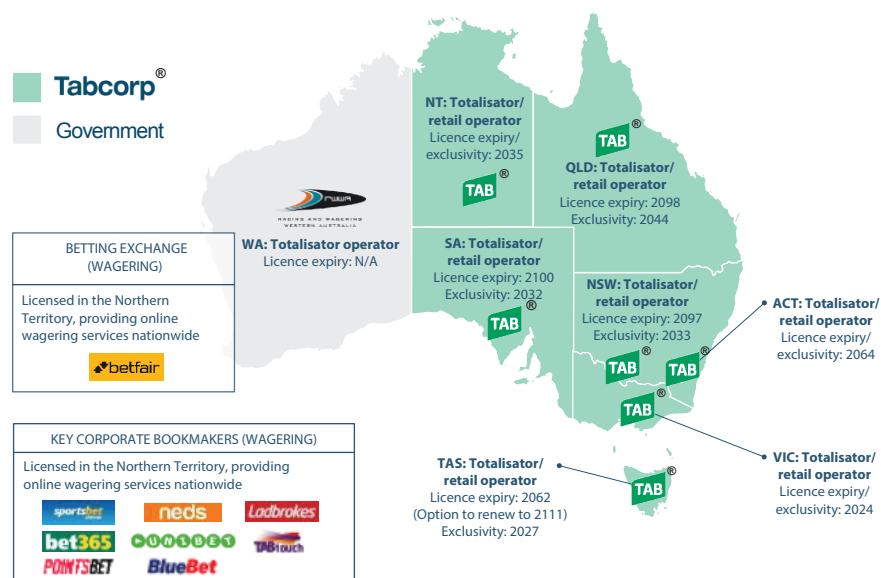 Tabcorp®
Government
NT: Totalisator/
retail operator
Licence expiry/
exclusivity: 2035
TAB®
TAB®
QLD: Totalisator/
retail operator
Licence expiry: 2098
Exclusivity: 2044
RWWA
RACING AND WAGERING
WESTERN AUSTRALIA
WA: Totalisator operator
Licence expiry: N/A
SA: Totalisator/
retail operator
Licence expiry: 2100
Exclusivity: 2032
TAB®
NSW: Totalisator/
retail operator
Licence expiry: 2097
Exclusivity: 2033
TAB®
TAB®
ACT: Totalisator/
retail operator
Licence expiry/
exclusivity: 2064
TAB®
VIC: Totalisator/
retail operator
Licence expiry/
exclusivity: 2024
TAS: Totalisator/
retail operator
Licence expiry: 2062
(Option to renew to 2111)
Exclusivity: 2027
TAB®
BETTING EXCHANGE
(WAGERING)
Licensed in the Northern
Territory, providing online
wagering services nationwide
betfair
KEY CORPORATE BOOKMAKERS (WAGERING)
Licensed in the Northern Territory, providing
online wagering services nationwide
sportsbet
neds
Ladbrokes
bet365
UNIBET
TABtouch
POINTSBET
BlueBet